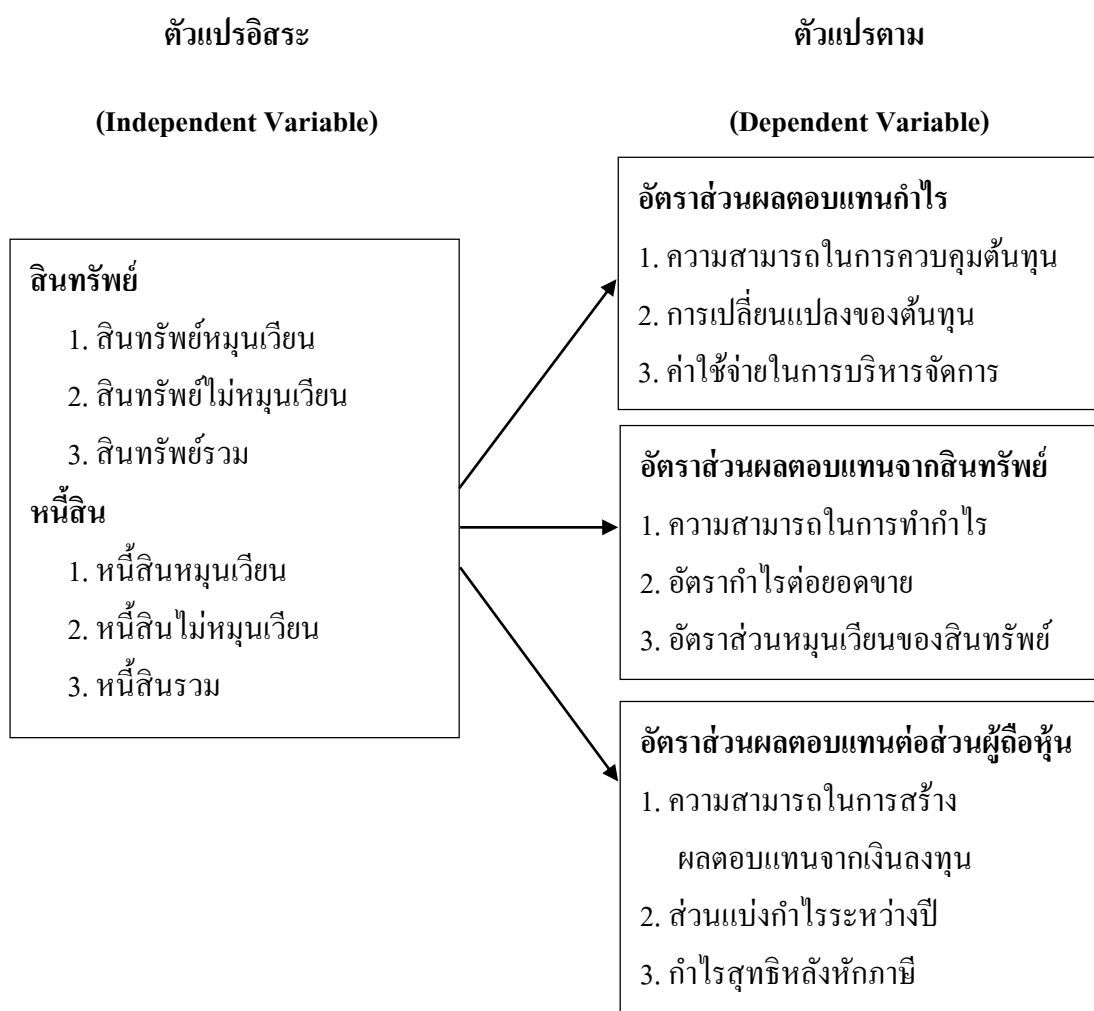 ตัวแปรอิสระ
(Independent Variable)
สินทรัพย์
1. สินทรัพย์หมุนเวียน
2. สินทรัพย์ไม่หมุนเวียน
3. สินทรัพย์รวม
หนี้สิน
1. หนี้สินหมุนเวียน
2. หนี้สินไม่หมุนเวียน
3. หนี้สินรวม
ตัวแปรตาม
(Dependent Variable)
อัตราส่วนผลตอบแทนกำไร
1. ความสามารถในการควบคุมต้นทุน
2. การเปลี่ยนแปลงของต้นทุน
3. ค่าใช้จ่ายในการบริหารจัดการ
อัตราส่วนผลตอบแทนจากสินทรัพย์
1. ความสามารถในการทำกำไร
2. อัตรากำไรต่อยอดขาย
3. อัตราส่วนหมุนเวียนของสินทรัพย์
อัตราส่วนผลตอบแทนต่อส่วนผู้ถือหุ้น
1. ความสามารถในการสร้าง
ผลตอบแทนจากเงินลงทุน
2. ส่วนแบ่งกำไรระหว่างปี
3. กำไรสุทธิหลังหักภาษี